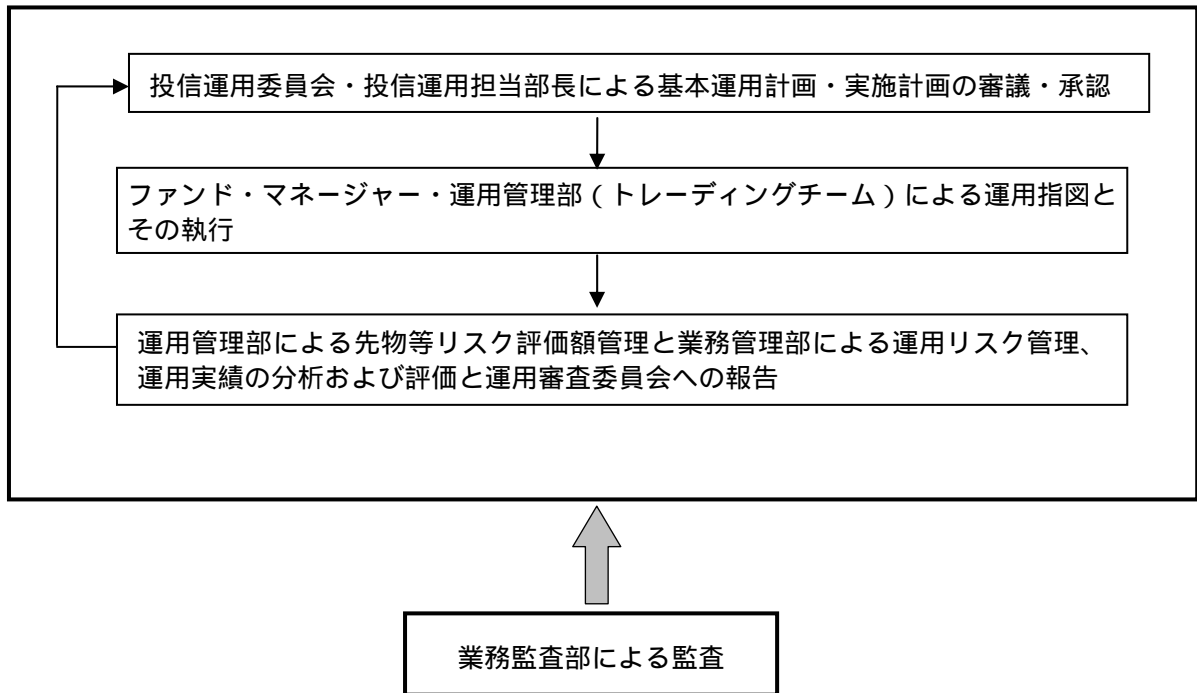 投信運用委員会・投信運用担当部長による基本運用計画・実施計画の審議・承認
ファンド・マネージャー・運用管理部（トレーディングチーム）による運用指図と
その執行
運用管理部による先物等リスク評価額管理と業務管理部による運用リスク管理、
運用実績の分析および評価と運用審査委員会への報告
業務監査部による監査